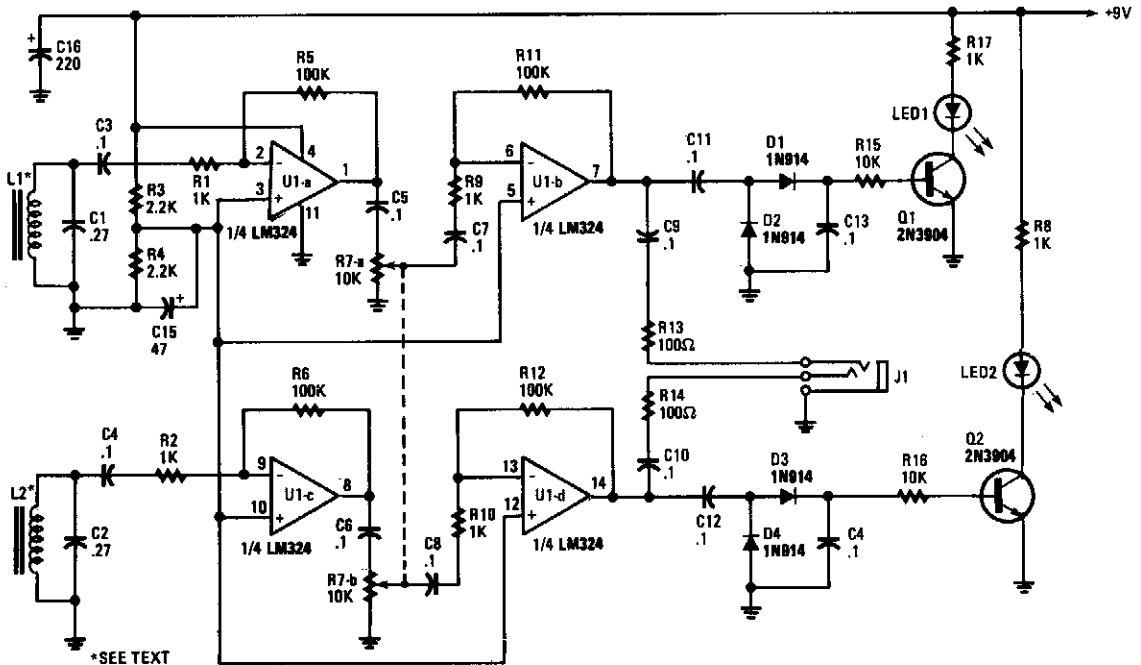 +9V
+
C16
220
R5
100K
R11
100K
R17
1K
LED1
C3
.1
C11
.1
D1
1N914
R15
10K
L1*
2
4
1
6
7
R1
1K
3
U1-a
11
5
U1-b
R3
2.2K
C1
.27
1/4 LM324
C5
.1
R9
1K
C7
.1
1/4 LM324
C9
.1
D2
1N914
C13
.1
Q1
2N3904
R4
2.2K
R7-a
10K
R8
1K
+
C15
47
R13
100Ω
R6
100K
R12
100K
J1
LED2
R14
100Ω
C4
.1
R2
1K
9
8
13
14
C10
.1
D3
1N914
R16
10K
Q2
2N3904
L2*
10
U1-c
12
U1-d
C2
.27
1/4 LM324
C6
.1
C8
.1
R10
1K
1/4 LM324
C12
.1
D4
1N914
C4
.1
R7-b
10K
*SEE TEXT